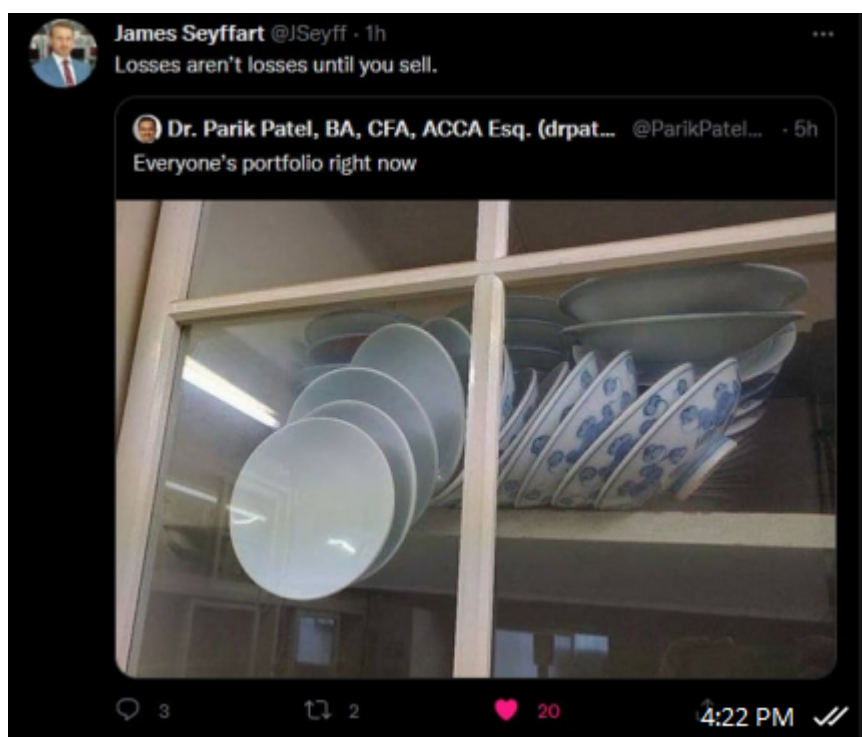 James Seyffart @JSeyff · 1h
Losses aren't losses until you sell.
Dr. Parik Patel, BA, CFA, ACCA Esq. (drpat... @ParikPatel... · 5h
Everyone's portfolio right now
3 2 20 4:22 PM